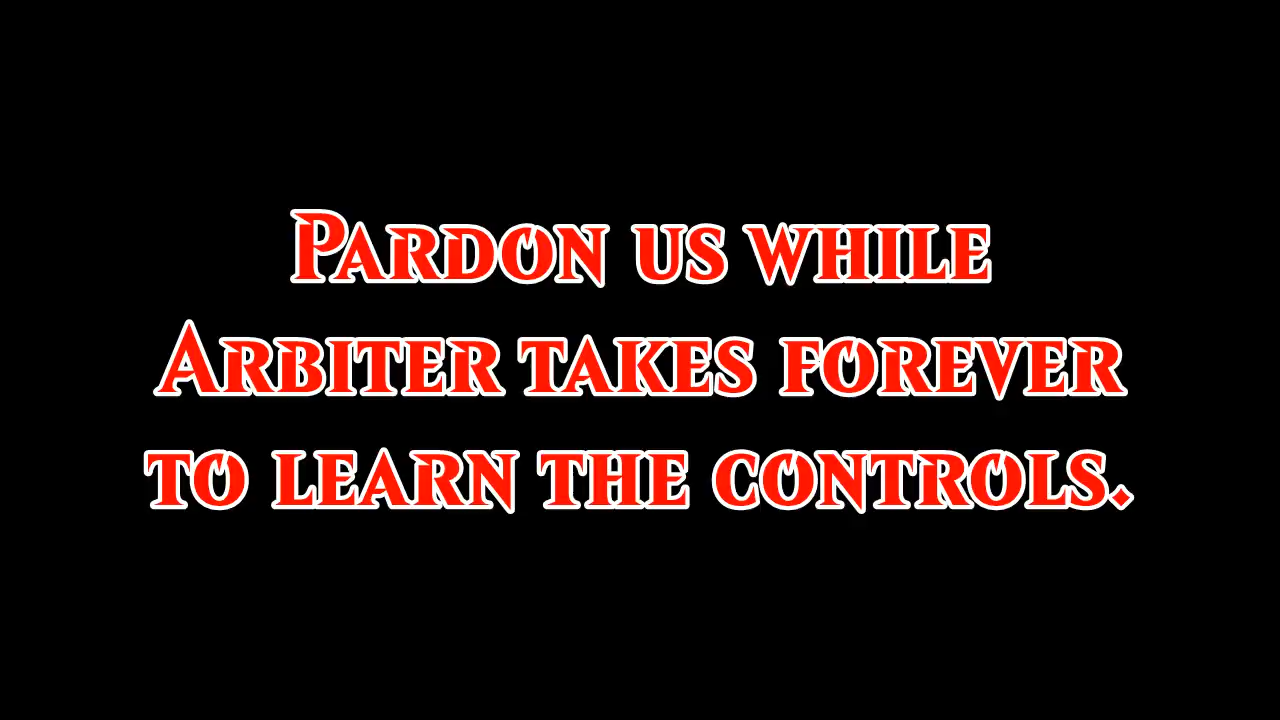 Pardon us while
Arbiter takes forever
to learn the controls.